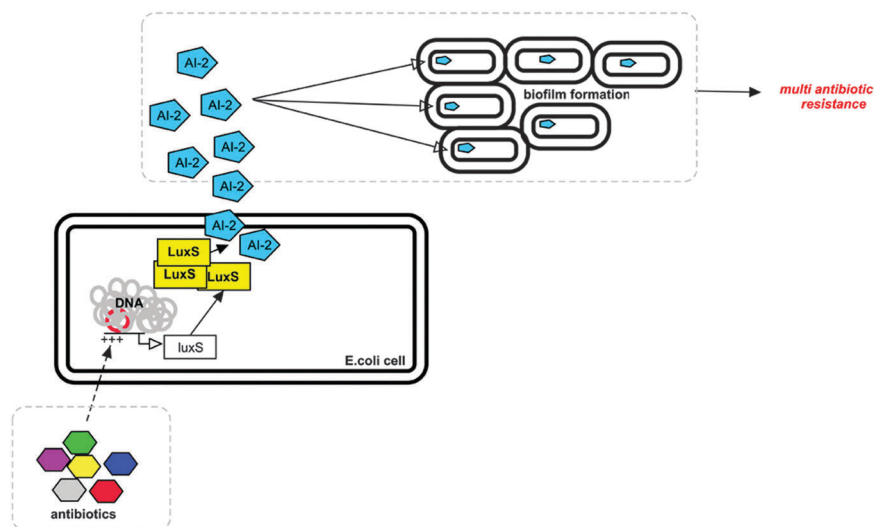 AI-2
AI-2
AI-2
AI-2
AI-2
AI-2
AI-2
AI-2
biofilm formation
multi antibiotic
resistance
LuxS
LuxS
LuxS
DNA
+++
luxS
E.coli cell
antibiotics